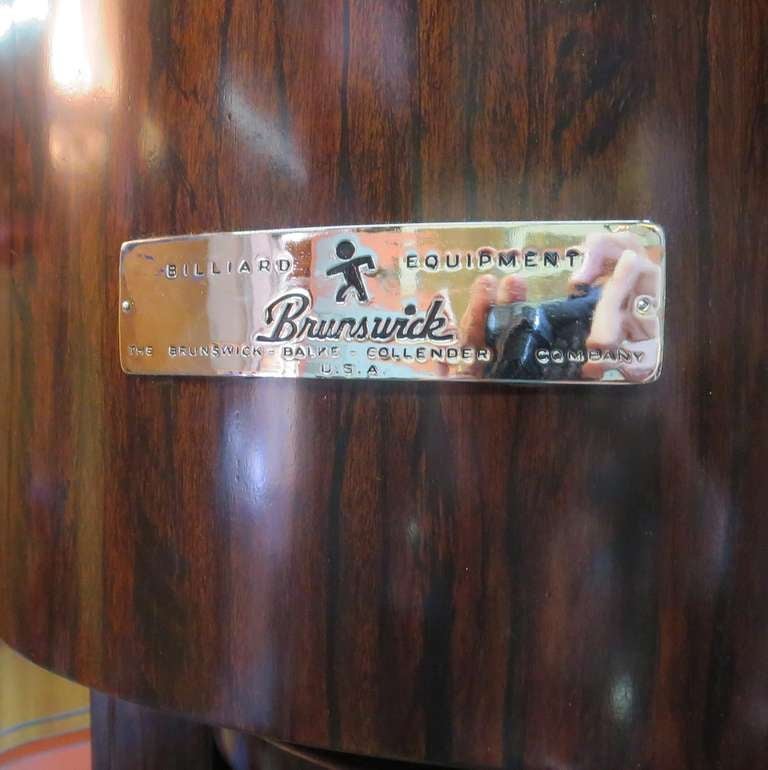 BILLIARD EQUIPMENT
Brunswick
THE BRUNSWICK - BALKE - COLLENDER COMPANY
U.S.A.